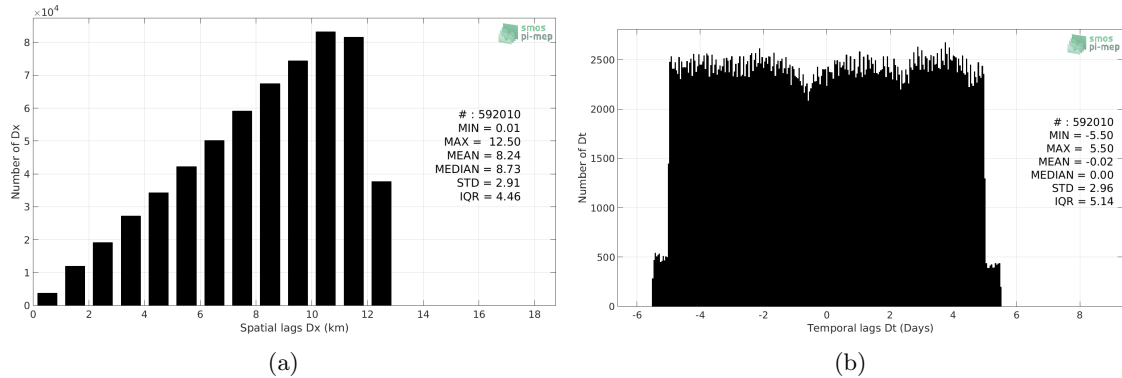 ×10⁴
8
7
6
5
4
3
2
1
0
Number of Dx
smos
pi-mep
# : 592010
MIN = 0.01
MAX = 12.50
MEAN = 8.24
MEDIAN = 8.73
STD = 2.91
IQR = 4.46
0 2 4 6 8 10 12 14 16 18
Spatial lags Dx (km)
(a)
2500
2000
1500
1000
500
0
Number of Dt
smos
pi-mep
# : 592010
MIN = -5.50
MAX = 5.50
MEAN = -0.02
MEDIAN = 0.00
STD = 2.96
IQR = 5.14
-6 -4 -2 0 2 4 6 8
Temporal lags Dt (Days)
(b)